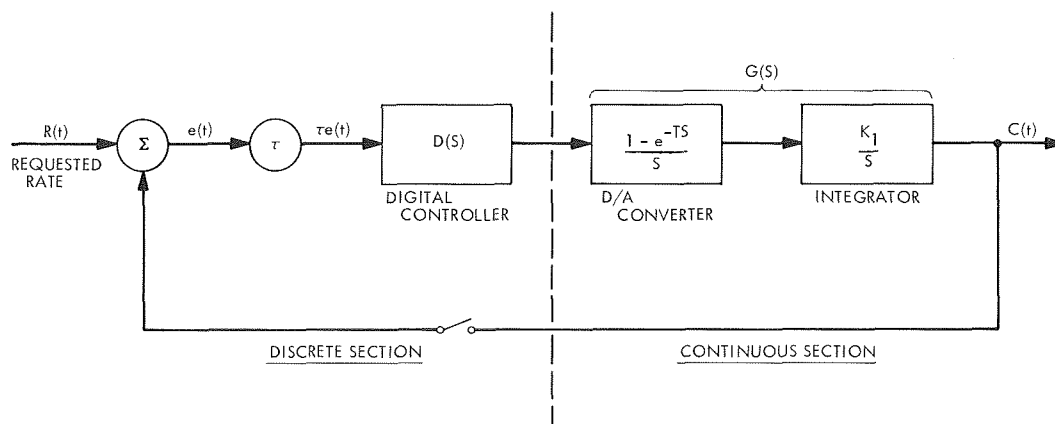 G(S)
R(t)
REQUESTED
RATE
Σ
e(t)
τ
τe(t)
D(S)
DIGITAL
CONTROLLER
1 - e^-TS
S
D/A
CONVERTER
K1
S
INTEGRATOR
C(t)
DISCRETE SECTION
CONTINUOUS SECTION